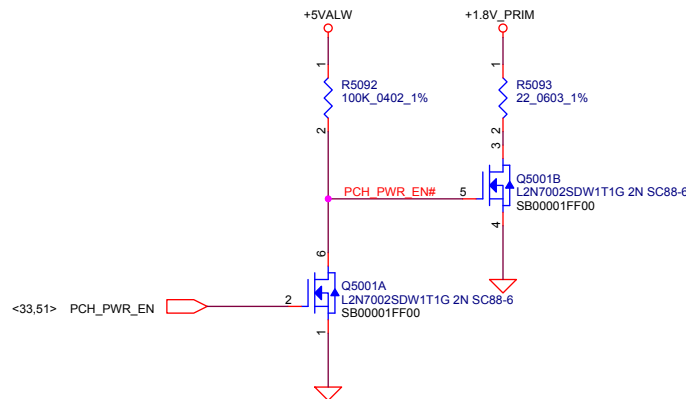 +5VALW
+1.8V_PRIM
1
R5092
100K_0402_1%
2
1
R5093
22_0603_1%
2
3
PCH_PWR_EN#
5
Q5001B
L2N7002SDW1T1G 2N SC88-6
SB00001FF00
4
6
Q5001A
L2N7002SDW1T1G 2N SC88-6
SB00001FF00
<33,51> PCH_PWR_EN
2
1